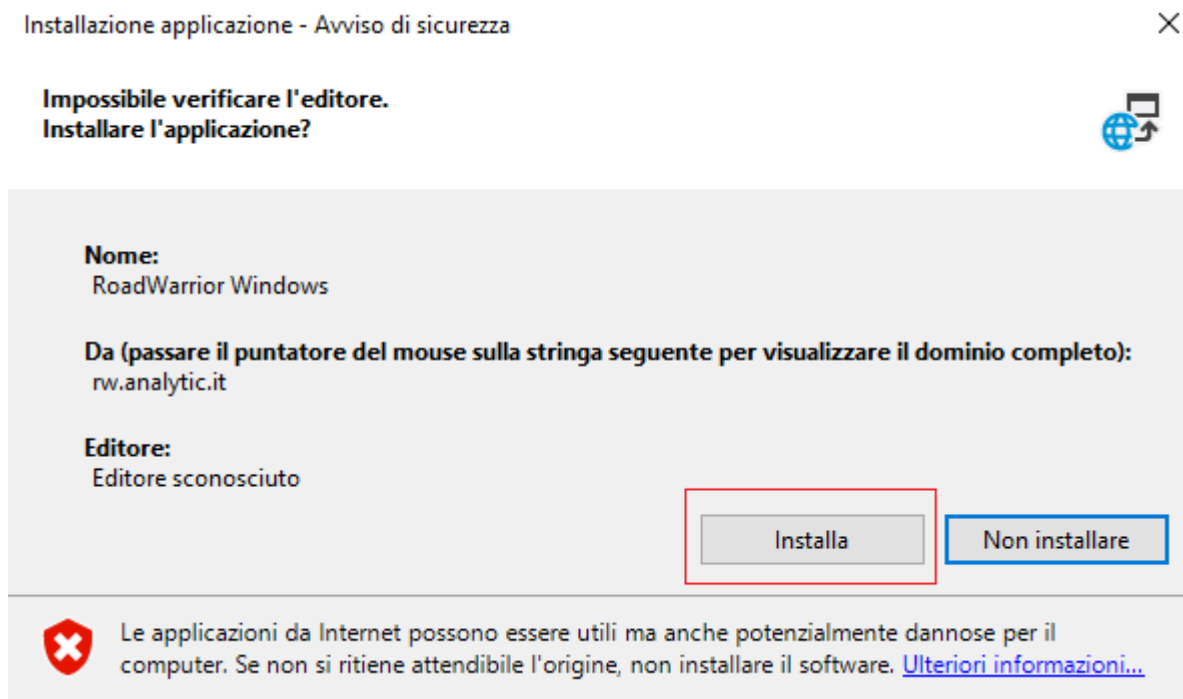 Installazione applicazione - Avviso di sicurezza
Impossibile verificare l'editore.
Installare l'applicazione?
Nome:
RoadWarrior Windows
Da (passare il puntatore del mouse sulla stringa seguente per visualizzare il dominio completo):
rw.analytic.it
Editore:
Editore sconosciuto
Installa
Non installare
Le applicazioni da Internet possono essere utili ma anche potenzialmente dannose per il
computer. Se non si ritiene attendibile l'origine, non installare il software. Ulteriori informazioni...